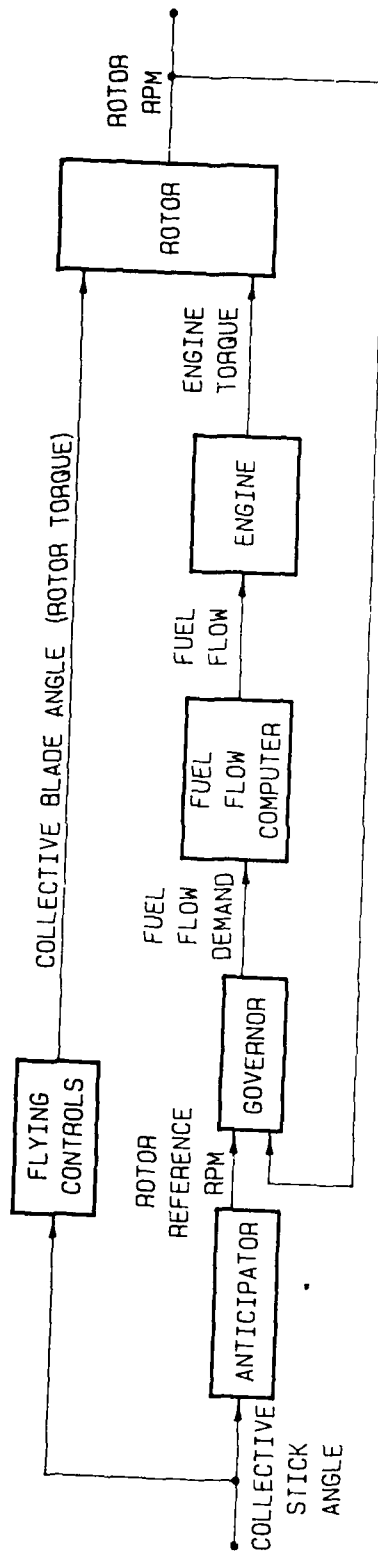 COLLECTIVE
STICK
ANGLE
FLYING
CONTROLS
COLLECTIVE BLADE ANGLE (ROTOR TORQUE)
ANTICIPATOR
ROTOR
REFERENCE
RPM
GOVERNOR
FUEL
FLOW
DEMAND
FUEL
FLOW
COMPUTER
FUEL
FLOW
ENGINE
ENGINE
TORQUE
ROTOR
ROTOR
RPM